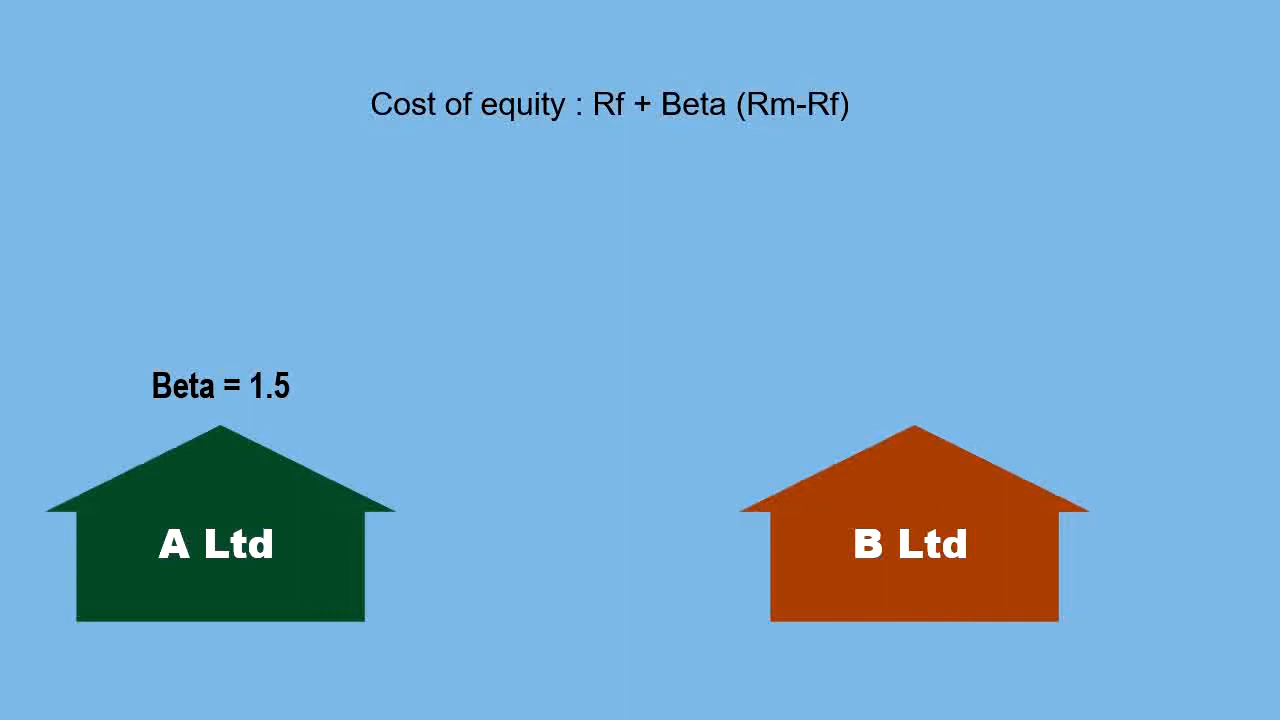 Cost of equity : Rf + Beta (Rm-Rf)
Beta = 1.5
A Ltd
B Ltd